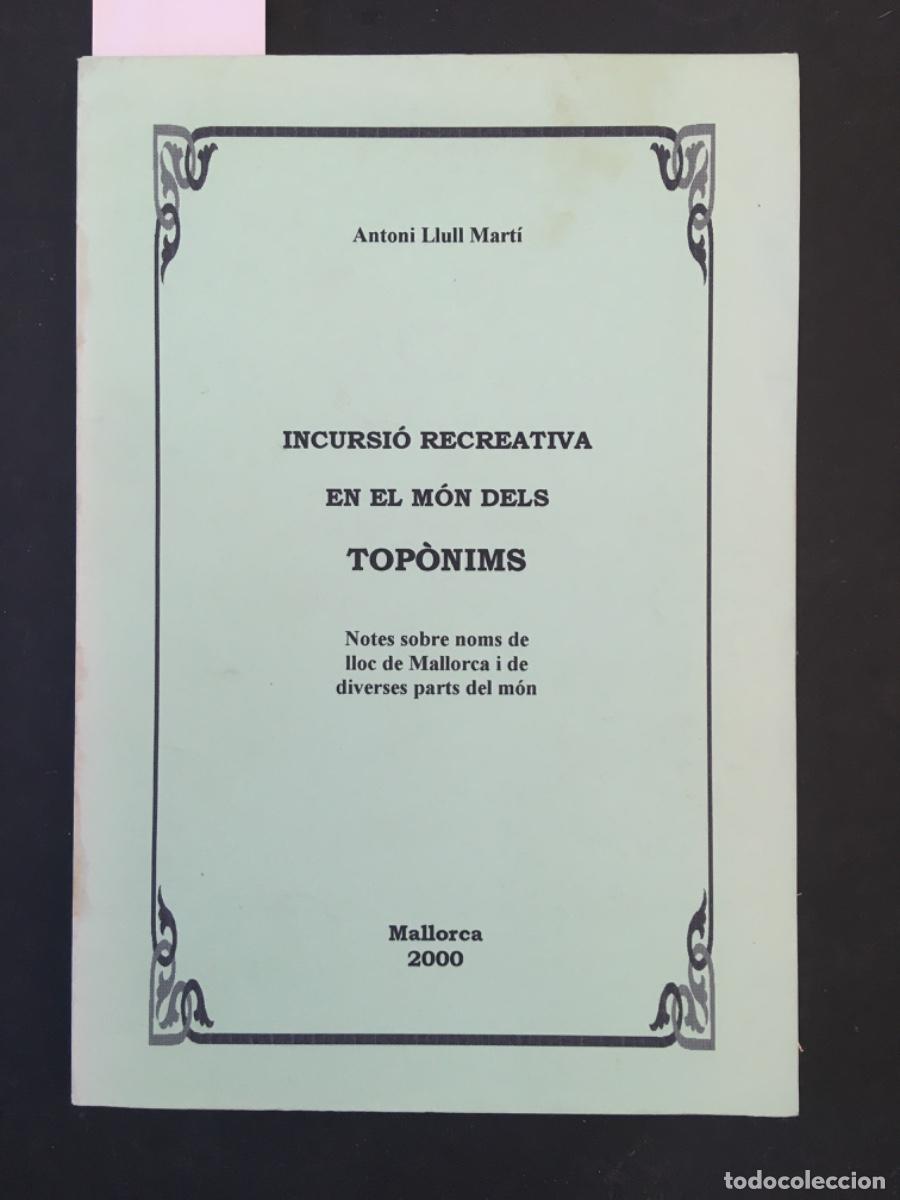 Antoni Llull Martí
INCURSIÓ RECREATIVA
EN EL MÓN DELS
TOPÒNIMS
Notes sobre noms de
lloc de Mallorca i de
diverses parts del món
Mallorca
2000
todocoleccion